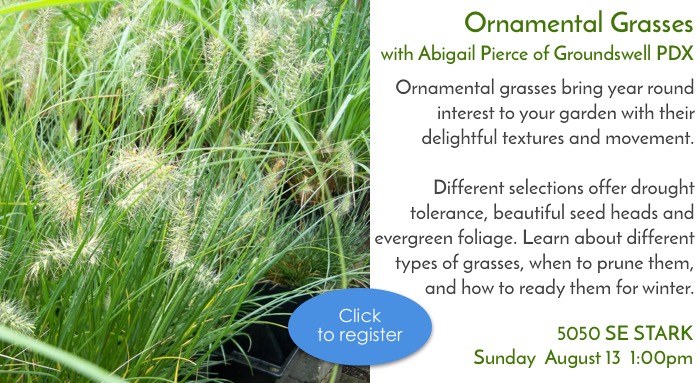 Ornamental Grasses
with Abigail Pierce of Groundswell PDX
Ornamental grasses bring year round
interest to your garden with their
delightful textures and movement.
Different selections offer drought
tolerance, beautiful seed heads and
evergreen foliage. Learn about different
types of grasses, when to prune them,
and how to ready them for winter.
Click
to register
5050 SE STARK
Sunday August 13 1:00pm